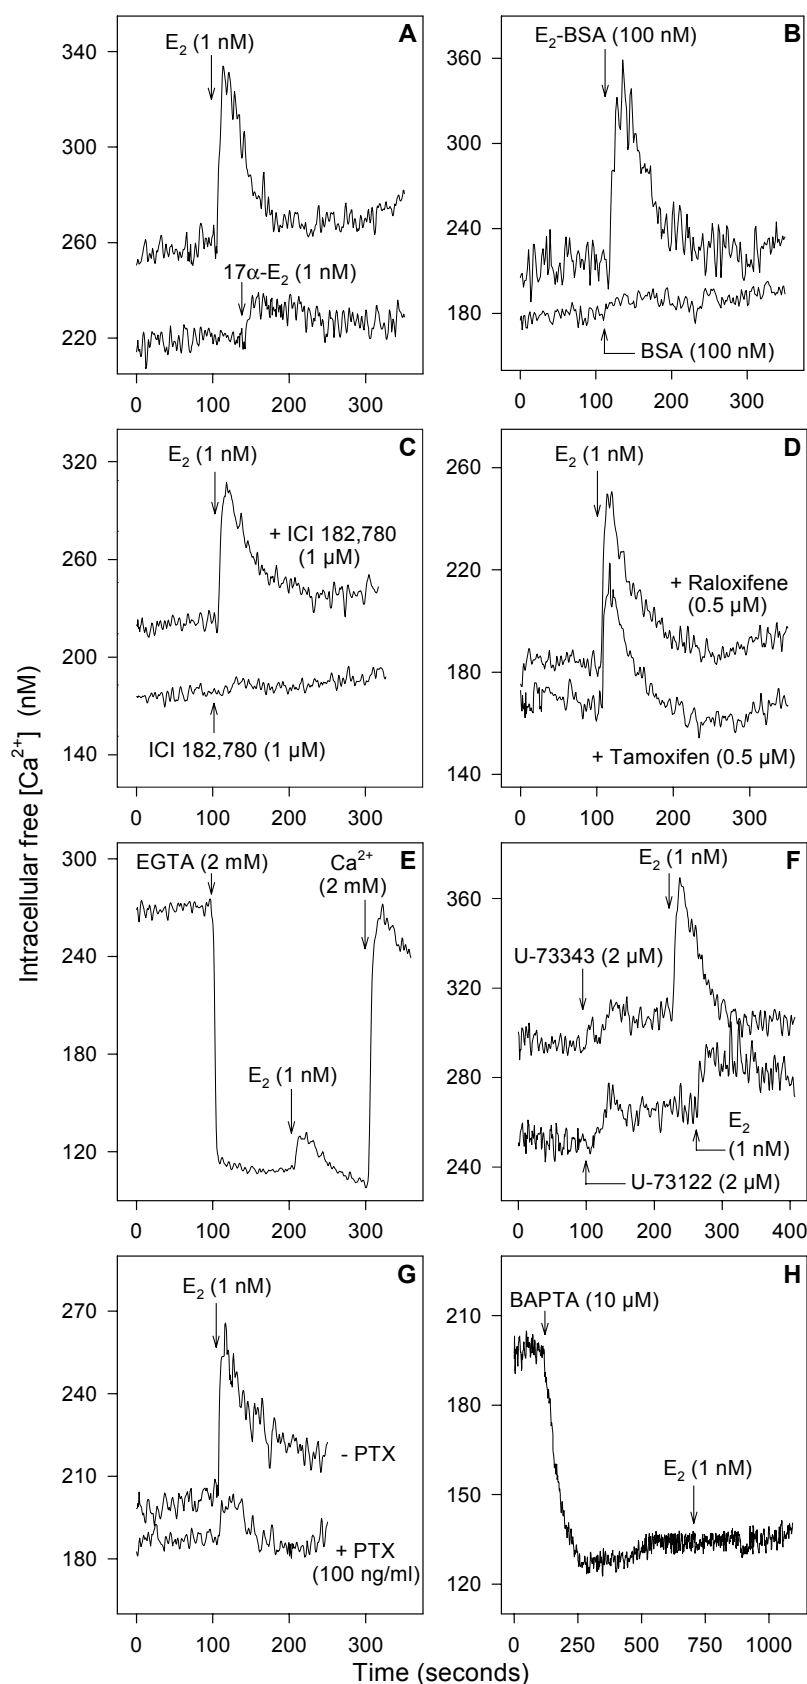 Intracellular free [Ca²⁺] (nM)
A
E₂ (1 nM)
17α-E₂ (1 nM)
340
300
260
220
0 100 200 300
B
E₂-BSA (100 nM)
BSA (100 nM)
360
300
240
180
0 100 200 300
C
E₂ (1 nM)
+ ICI 182,780
(1 µM)
ICI 182,780 (1 µM)
320
260
200
140
0 100 200 300
D
E₂ (1 nM)
+ Raloxifene
(0.5 µM)
+ Tamoxifen (0.5 µM)
260
220
180
140
0 100 200 300
E
EGTA (2 mM)
Ca²⁺
(2 mM)
E₂ (1 nM)
300
240
180
120
0 100 200 300
F
E₂ (1 nM)
U-73343 (2 µM)
E₂
(1 nM)
U-73122 (2 µM)
360
320
280
240
0 100 200 300 400
G
E₂ (1 nM)
- PTX
+ PTX
(100 ng/ml)
270
240
210
180
0 100 200 300
H
BAPTA (10 µM)
E₂ (1 nM)
210
180
150
120
0 250 500 750 1000
Time (seconds)